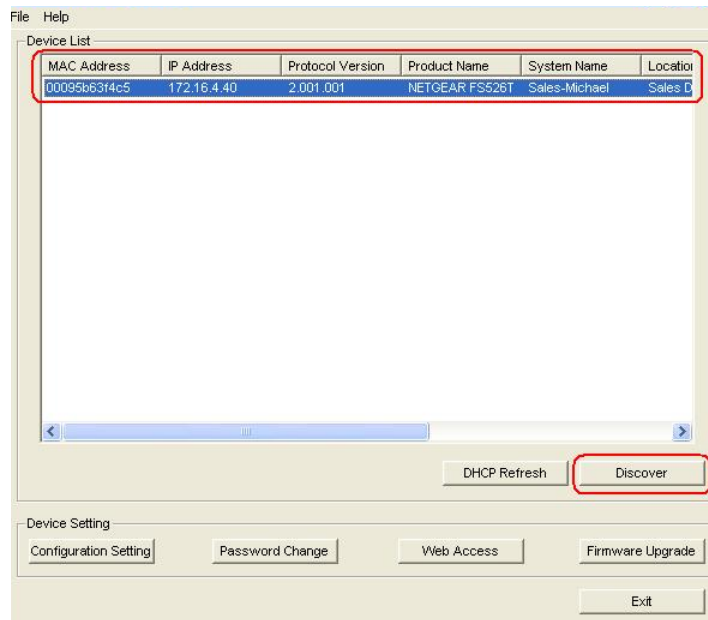 File Help
Device List
MAC Address IP Address Protocol Version Product Name System Name Location
00095b63f4c5 172.16.4.40 2.001.001 NETGEAR FS526T Sales-Michael Sales D
DHCP Refresh Discover
Device Setting
Configuration Setting Password Change Web Access Firmware Upgrade
Exit